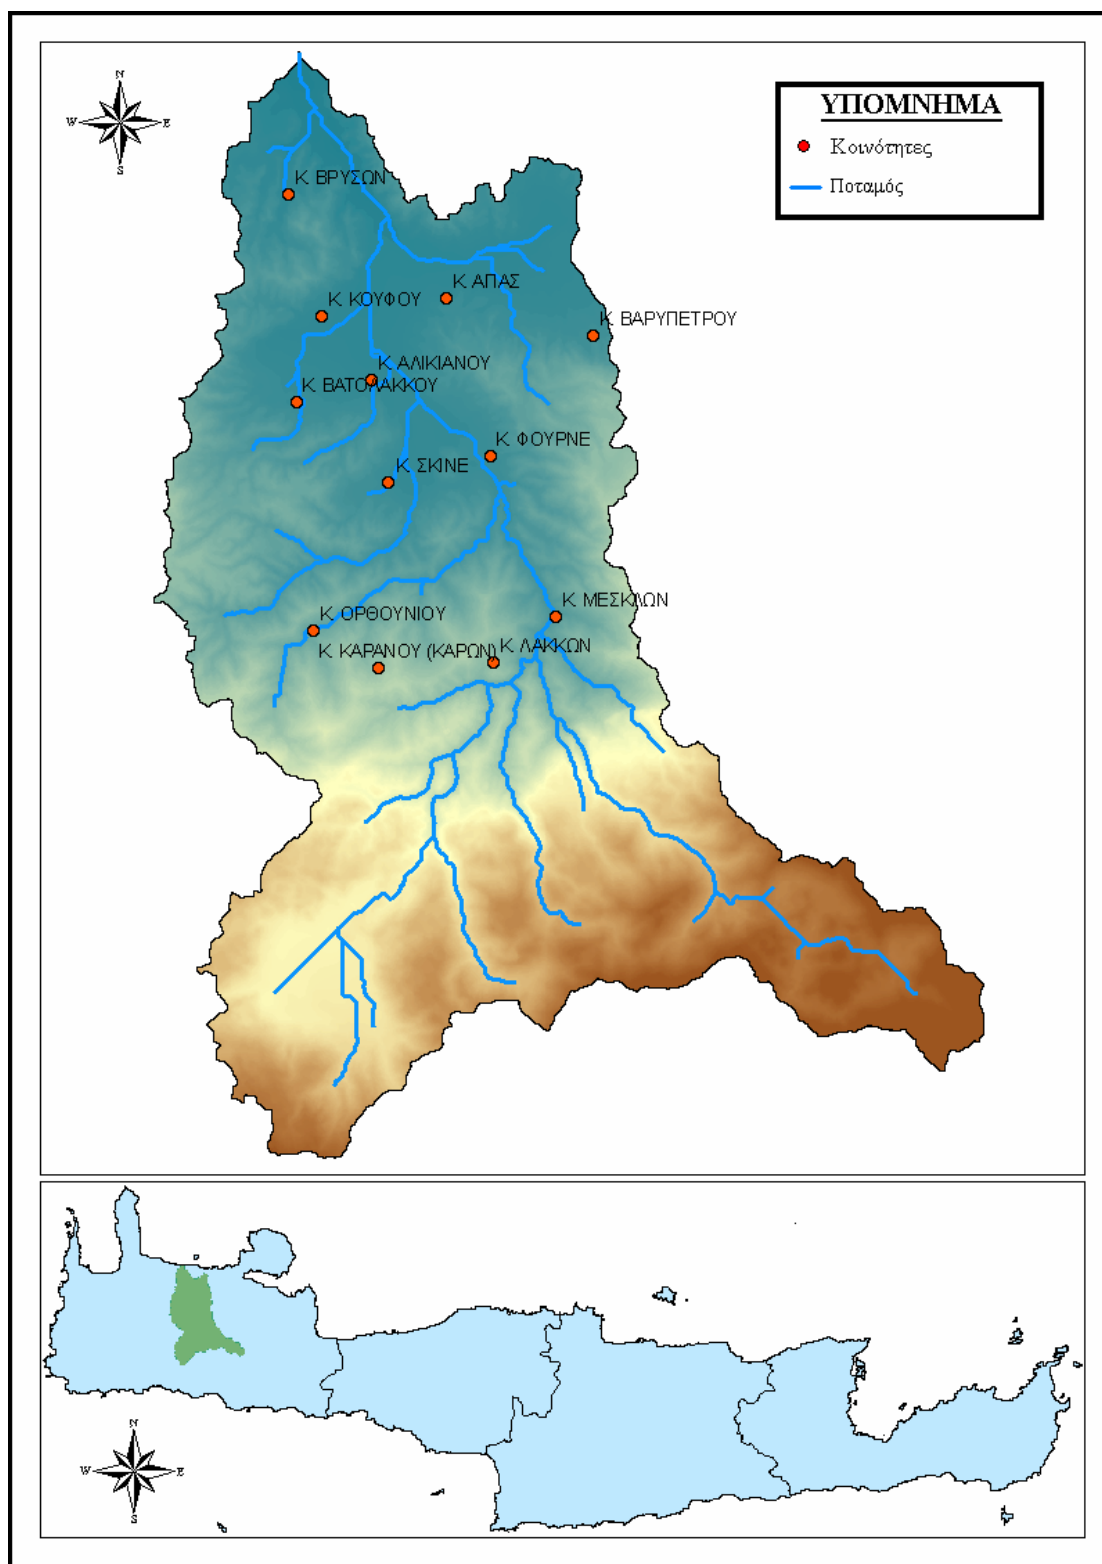 N
W E
S
ΥΠΟΜΝΗΜΑ
Κοινότητες
Ποταμός
Κ. ΒΡΥΣΩΝ
Κ. ΑΠΑΣ
Κ. ΚΟΥΦΟΥ
Κ. ΒΑΡΥΠΕΤΡΟΥ
Κ. ΑΛΙΚΙΑΝΟΥ
Κ. ΒΑΤΟΛΑΚΚΟΥ
Κ. ΦΟΥΡΝΕ
Κ. ΣΚΙΝΕ
Κ. ΜΕΣΚΛΩΝ
Κ. ΟΡΘΟΥΝΙΟΥ
Κ. ΚΑΡΑΝΟΥ (ΚΑΡΩΝ)
Κ. ΛΑΚΚΩΝ
N
W E
S